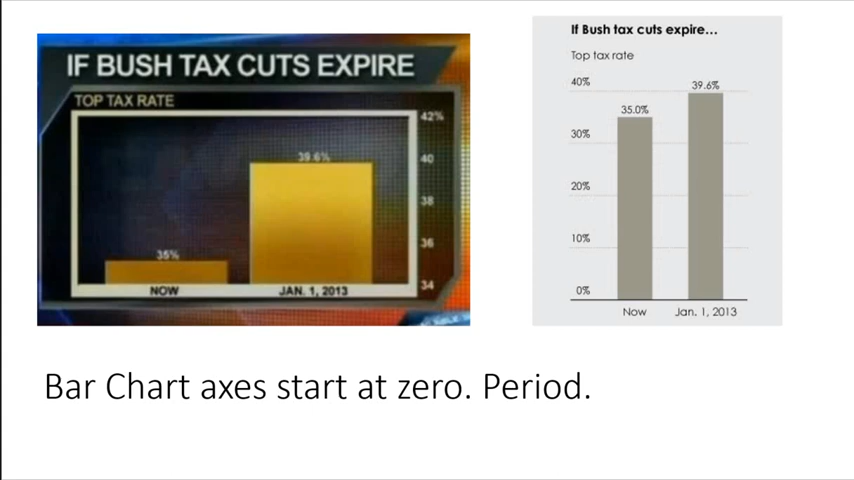 IF BUSH TAX CUTS EXPIRE
TOP TAX RATE
42%
40
38
36
34
39.6%
35%
NOW
JAN. 1, 2013
If Bush tax cuts expire...
Top tax rate
40%
30%
20%
10%
0%
35.0%
39.6%
Now
Jan. 1, 2013
Bar Chart axes start at zero. Period.